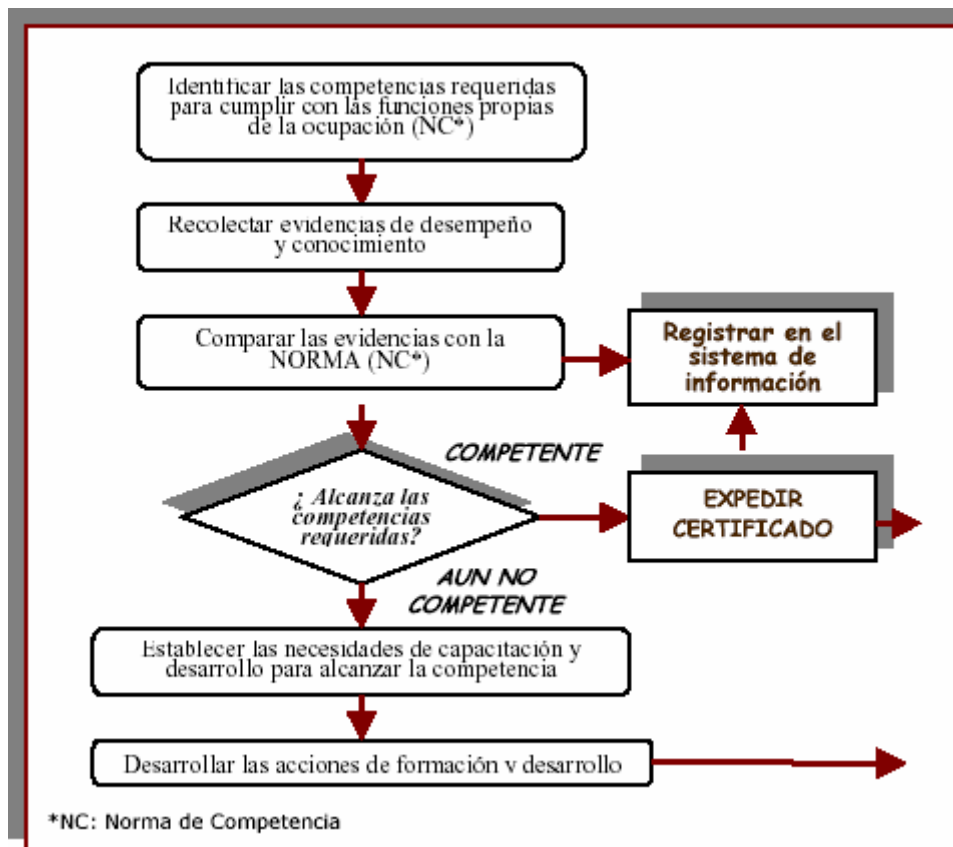 Identificar las competencias requeridas
para cumplir con las funciones propias
de la ocupación (NC*)
Recolectar evidencias de desempeño
y conocimiento
Comparar las evidencias con la
NORMA (NC*)
Registrar en el
sistema de
información
COMPETENTE
¿ Alcanza las
competencias
requeridas?
EXPEDIR
CERTIFICADO
AUN NO
COMPETENTE
Establecer las necesidades de capacitación y
desarrollo para alcanzar la competencia
Desarrollar las acciones de formación y desarrollo
*NC: Norma de Competencia